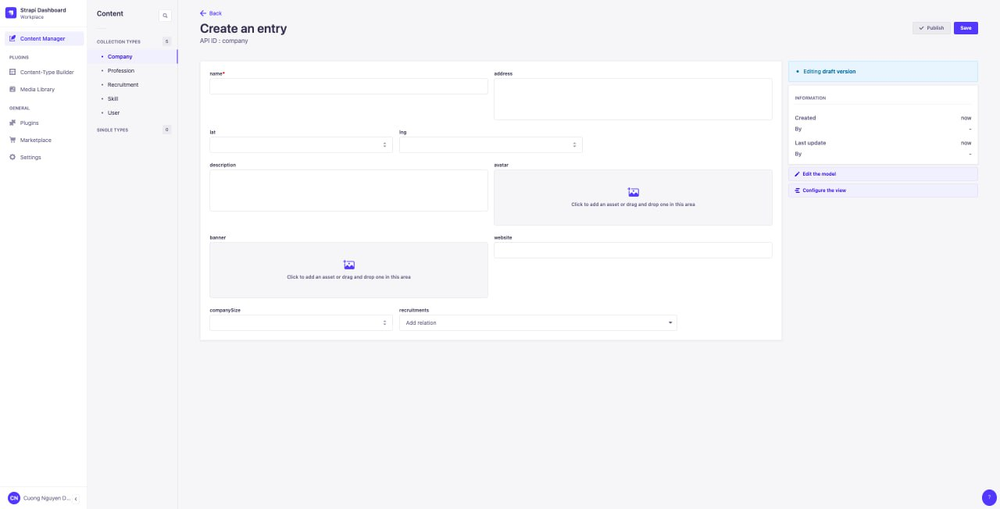 Strapi Dashboard
Workplace
Content Manager
PLUGINS
Content-Type Builder
Media Library
GENERAL
Plugins
Marketplace
Settings
CN
Cuong Nguyen D...
Content
COLLECTION TYPES
5
Company
Profession
Recruitment
Skill
User
SINGLE TYPES
0
Back
Create an entry
API ID : company
Publish
Save
name*
address
lat
lng
description
avatar
Click to add an asset or drag and drop one in this area
banner
Click to add an asset or drag and drop one in this area
website
companySize
recruitments
Add relation
Editing draft version
INFORMATION
Created now
By -
Last update now
By -
Edit the model
Configure the view
?